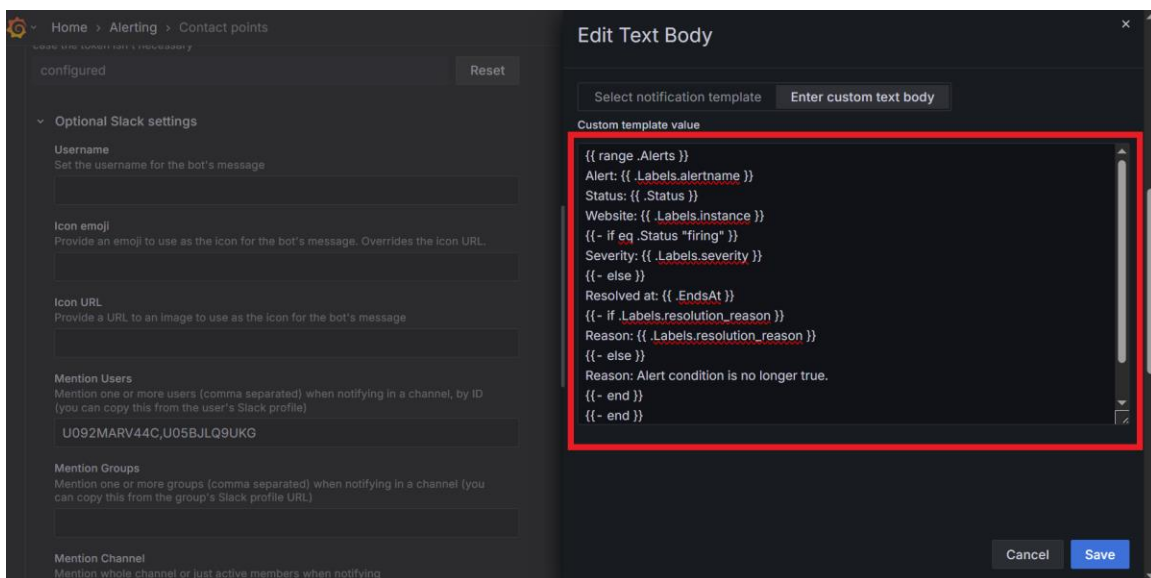 Home > Alerting > Contact points
case the token isn't necessary
configured
Reset
Optional Slack settings
Username
Set the username for the bot's message
Icon emoji
Provide an emoji to use as the icon for the bot's message. Overrides the icon URL.
Icon URL
Provide a URL to an image to use as the icon for the bot's message
Mention Users
Mention one or more users (comma separated) when notifying in a channel, by ID
(you can copy this from the user's Slack profile)
U092MARV44C,U05BJLQ9UKG
Mention Groups
Mention one or more groups (comma separated) when notifying in a channel (you
can copy this from the group's Slack profile URL)
Mention Channel
Mention whole channel or just active members when notifying
Edit Text Body
Select notification template
Enter custom text body
Custom template value
{{ range .Alerts }}
Alert: {{ .Labels.alertname }}
Status: {{ .Status }}
Website: {{ .Labels.instance }}
{{- if eq .Status "firing" }}
Severity: {{ .Labels.severity }}
{{- else }}
Resolved at: {{ .EndsAt }}
{{- if .Labels.resolution_reason }}
Reason: {{ .Labels.resolution_reason }}
{{- else }}
Reason: Alert condition is no longer true.
{{- end }}
{{- end }}
Cancel
Save